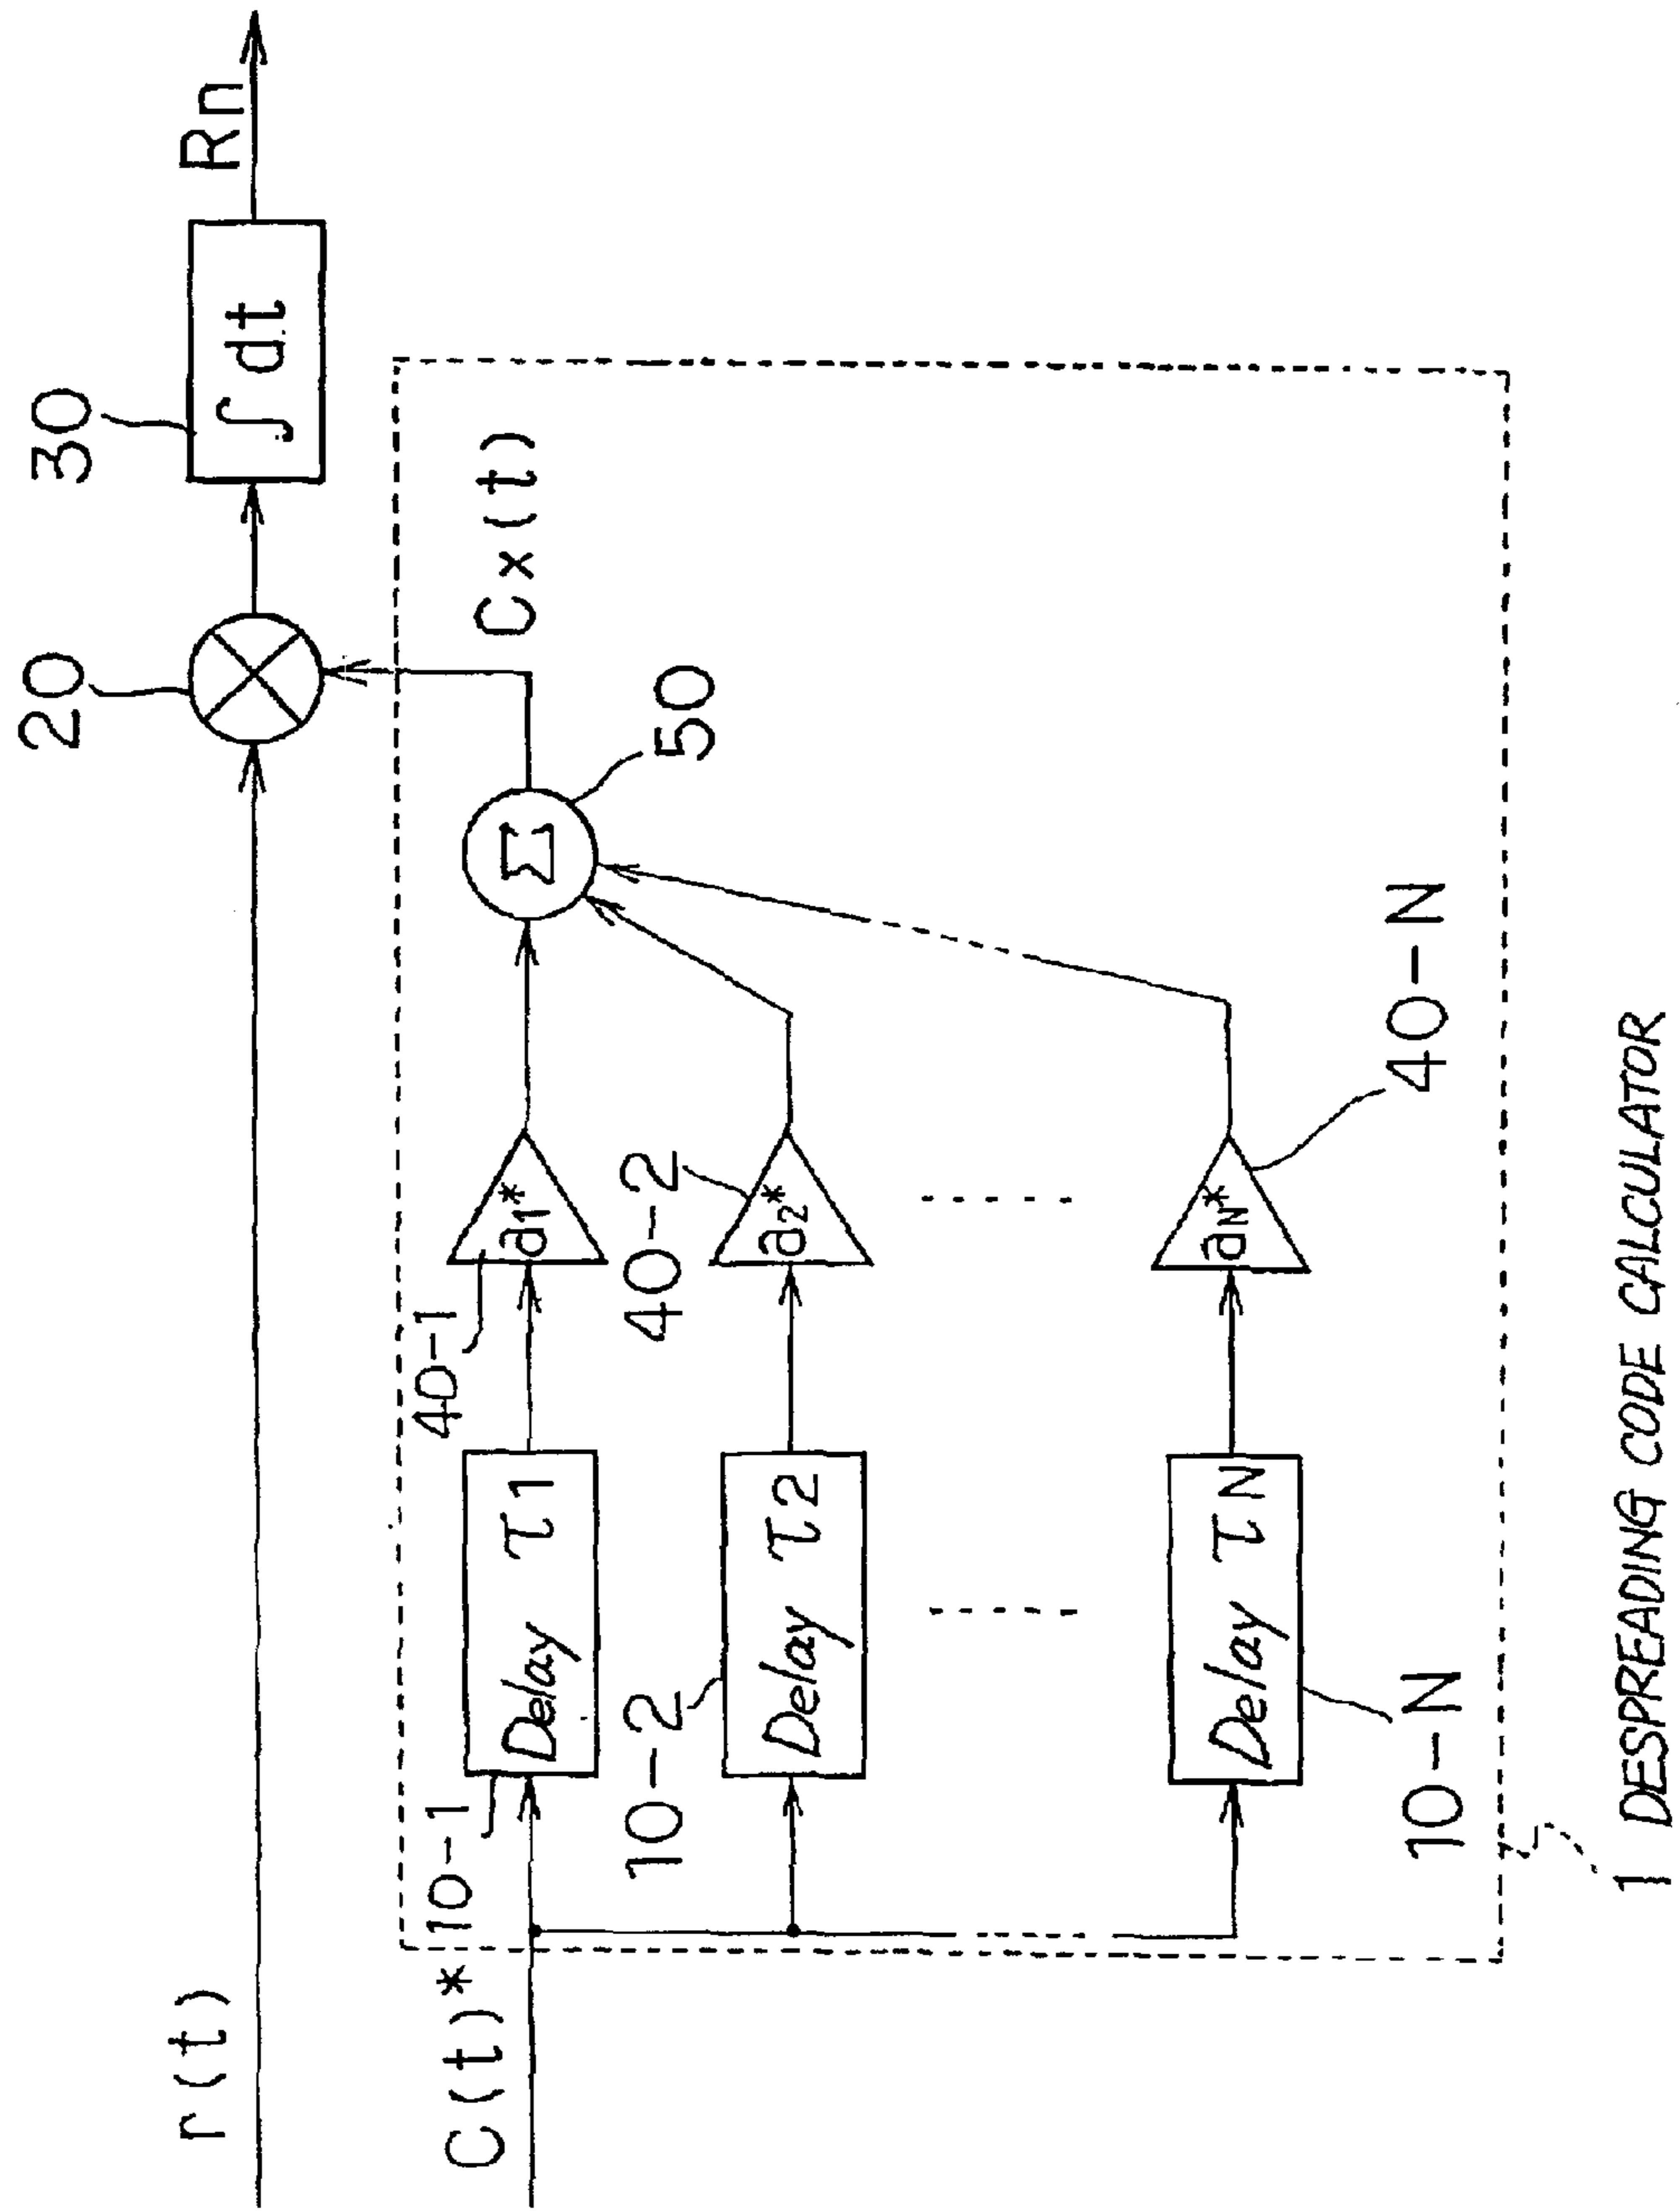 r(t)
20
30
∫dt
Rn
C(t)*
10-1
Delay τ1
40-1
a1*
Σ
50
Cx(t)
10-2
Delay τ2
40-2
a2*
10-N
Delay τN
40-N
aN*
1 DESPREADING CODE CALCULATOR